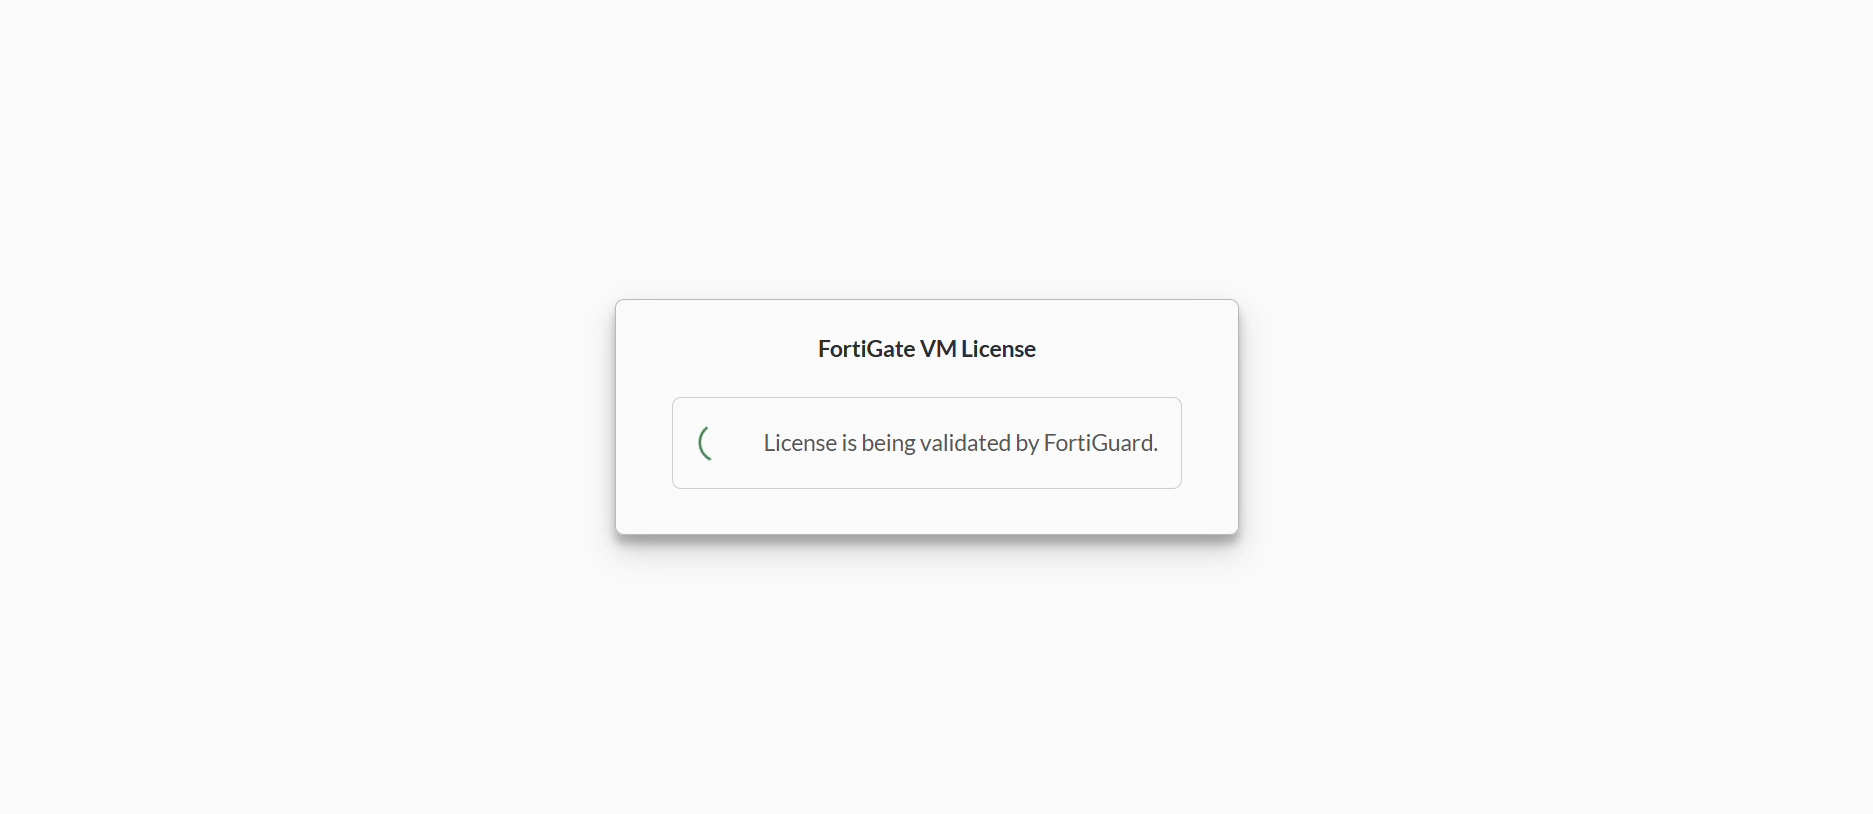 FortiGate VM License
License is being validated by FortiGuard.